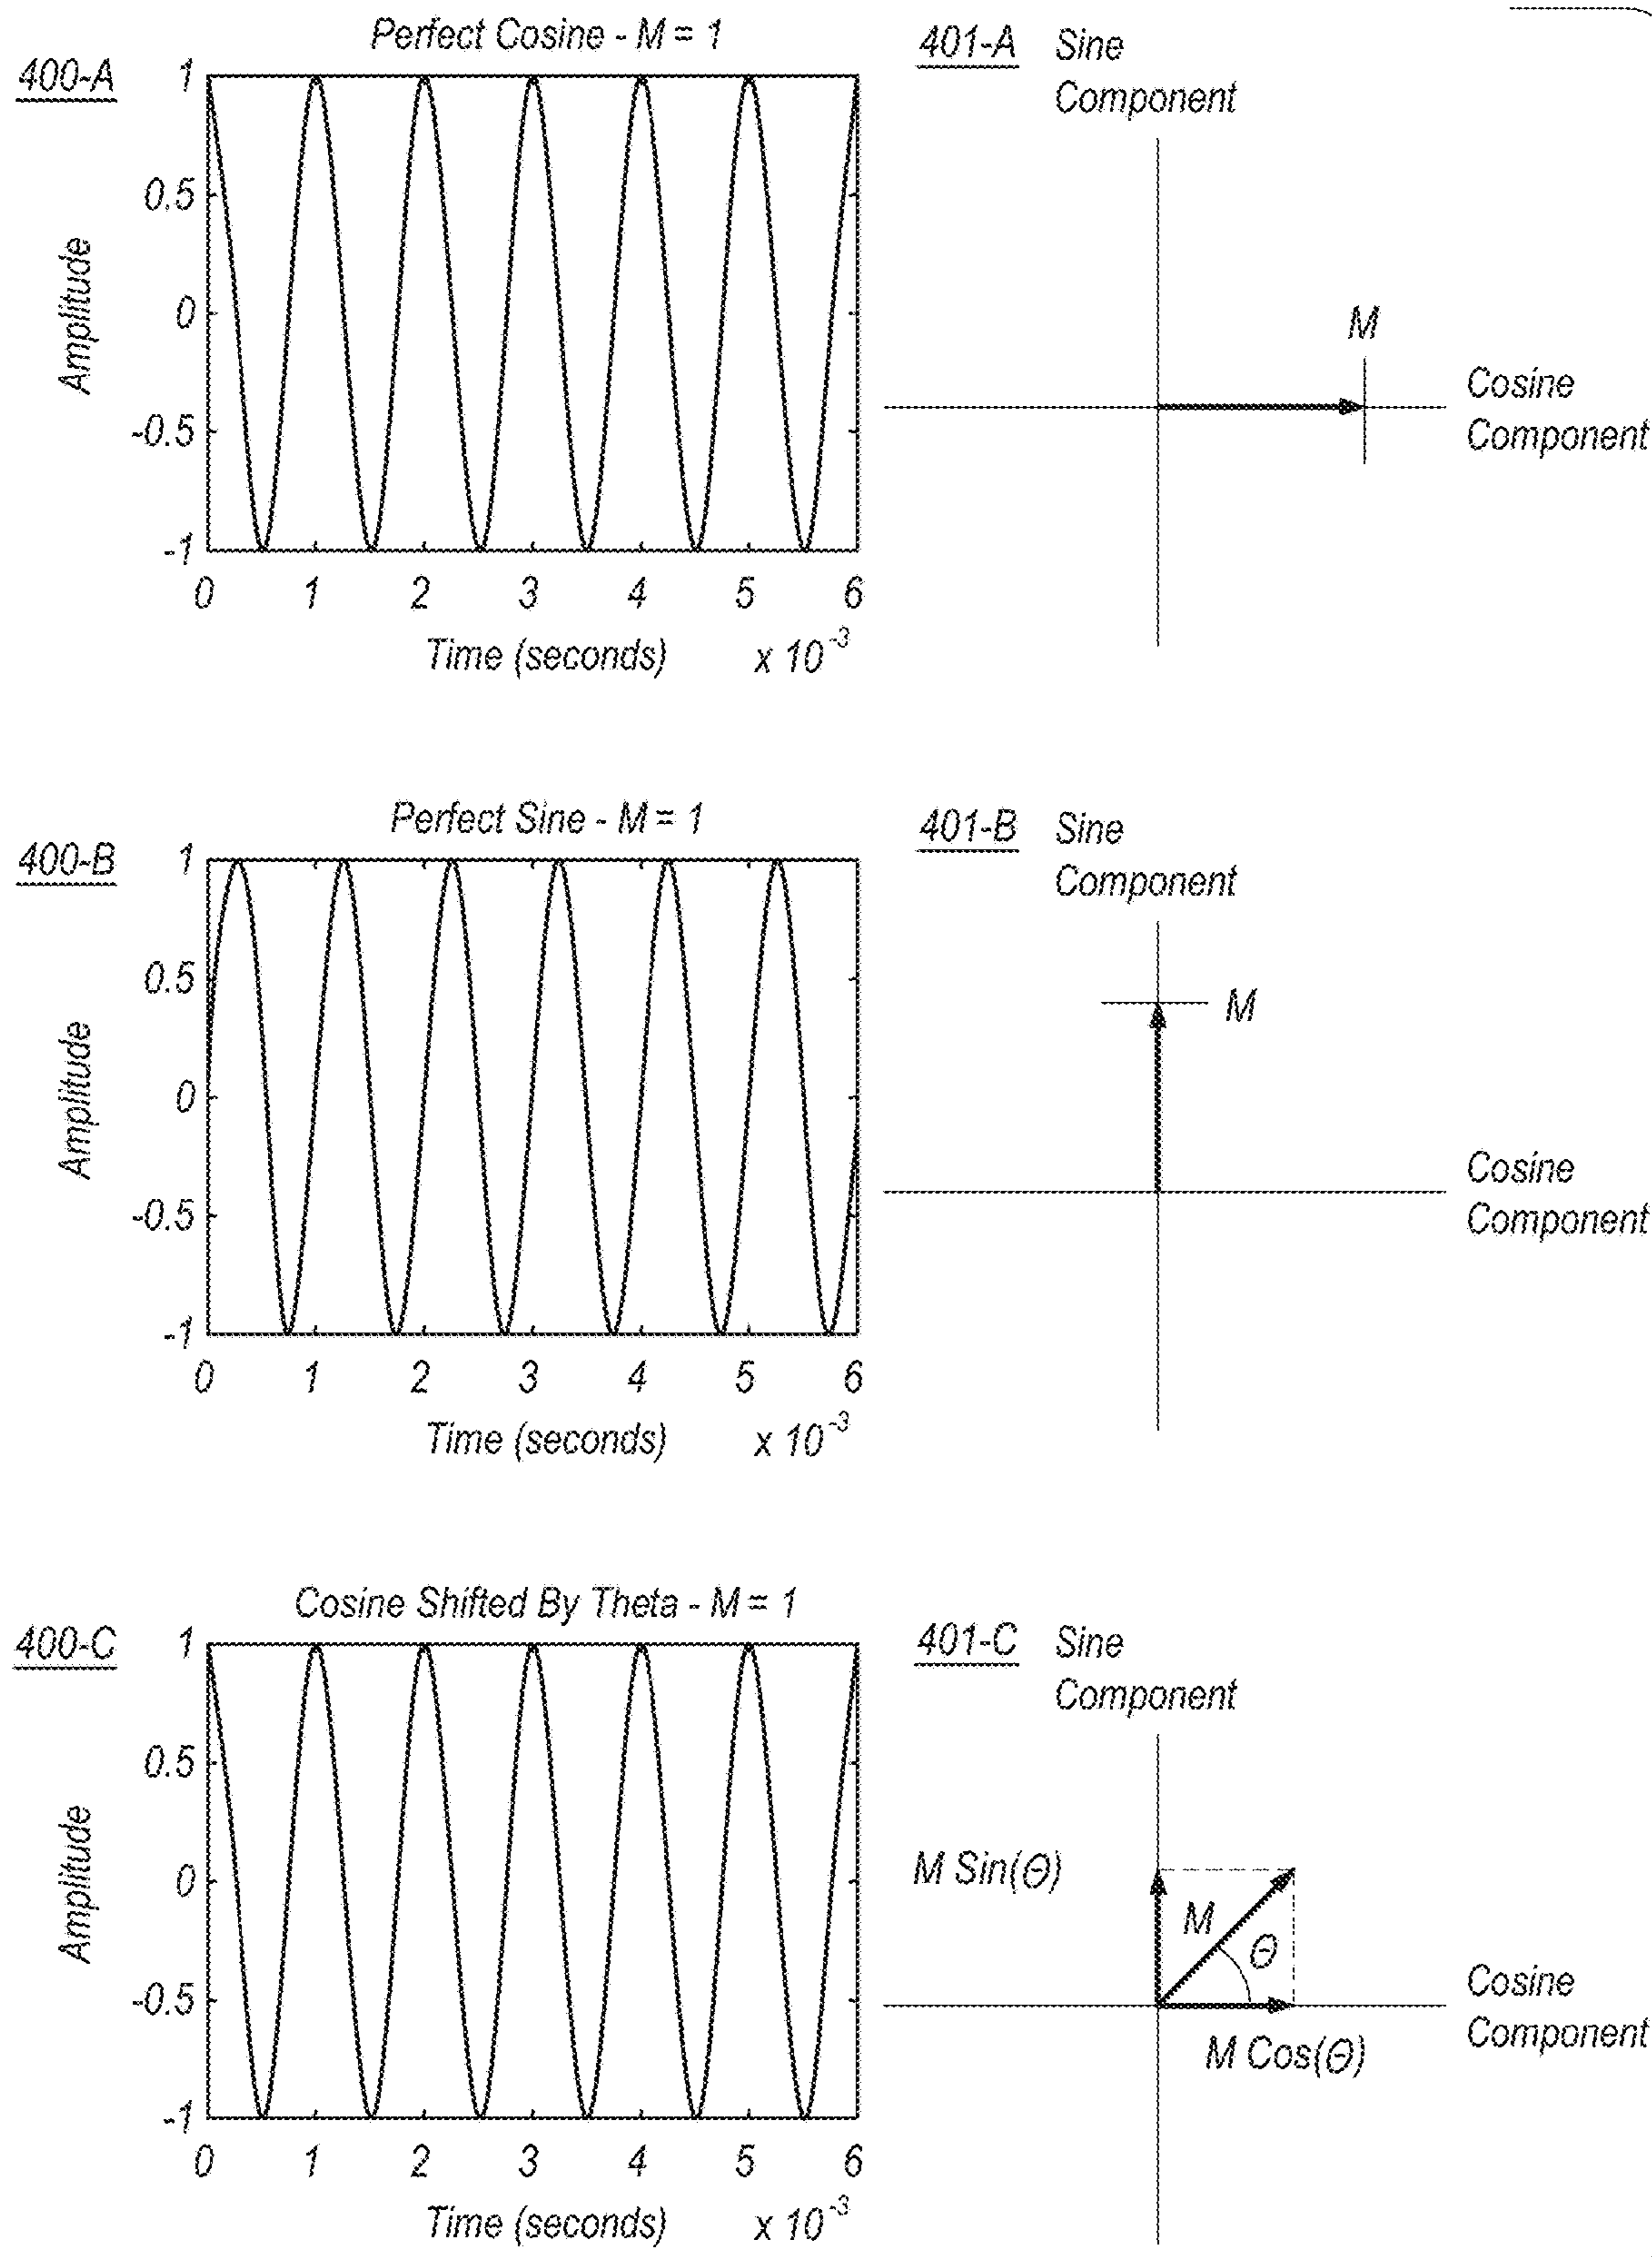 Perfect Cosine - M = 1
400-A
1
0.5
0
-0.5
-1
Amplitude
0 1 2 3 4 5 6
Time (seconds) x 10^-3
401-A Sine
Component
M
Cosine
Component
Perfect Sine - M = 1
400-B
1
0.5
0
-0.5
-1
Amplitude
0 1 2 3 4 5 6
Time (seconds) x 10^-3
401-B Sine
Component
M
Cosine
Component
Cosine Shifted By Theta - M = 1
400-C
1
0.5
0
-0.5
-1
Amplitude
0 1 2 3 4 5 6
Time (seconds) x 10^-3
401-C Sine
Component
M Sin(Θ)
M
Θ
Cosine
Component
M Cos(Θ)